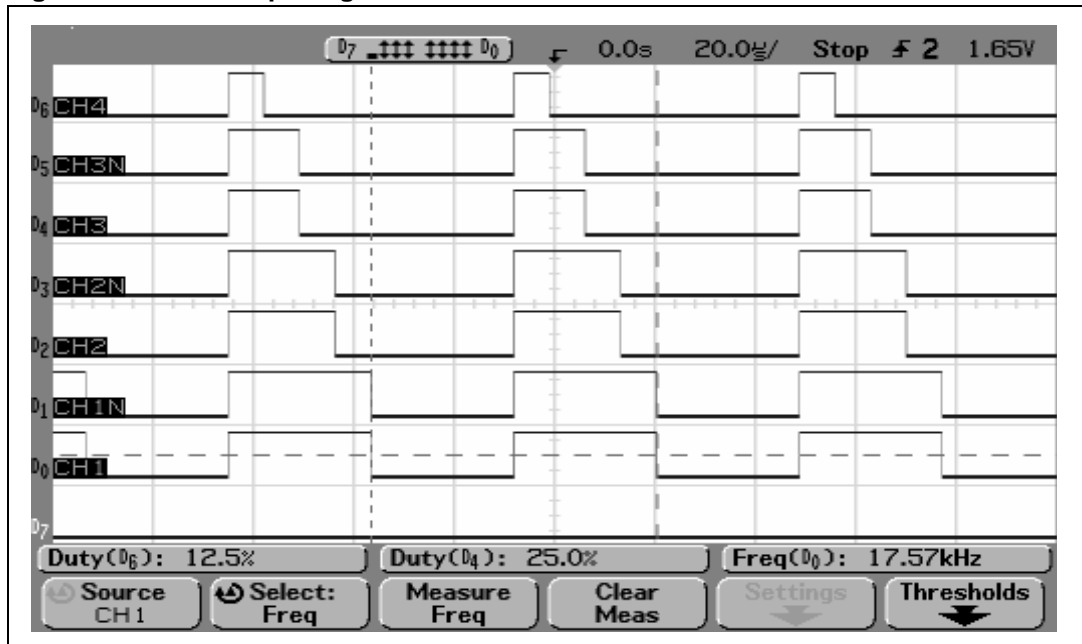 D7 D0 0.0s 20.0us/ Stop 2 1.65V
D6 CH4
D5 CH3N
D4 CH3
D3 CH2N
D2 CH2
D1 CH1N
D0 CH1
D7
Duty(D6): 12.5% Duty(D4): 25.0% Freq(D0): 17.57kHz
Source CH1 Select: Freq Measure Freq Clear Meas Settings Thresholds